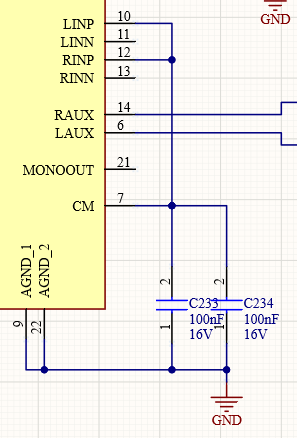 GND
LINP 10
LINN 11
RINP 12
RINN 13
RAUX 14
LAUX 6
MONOOUT 21
CM 7
AGND_1
AGND_2
9
22
2
2
C233
C234
100nF
100nF
16V
16V
1
1
GND